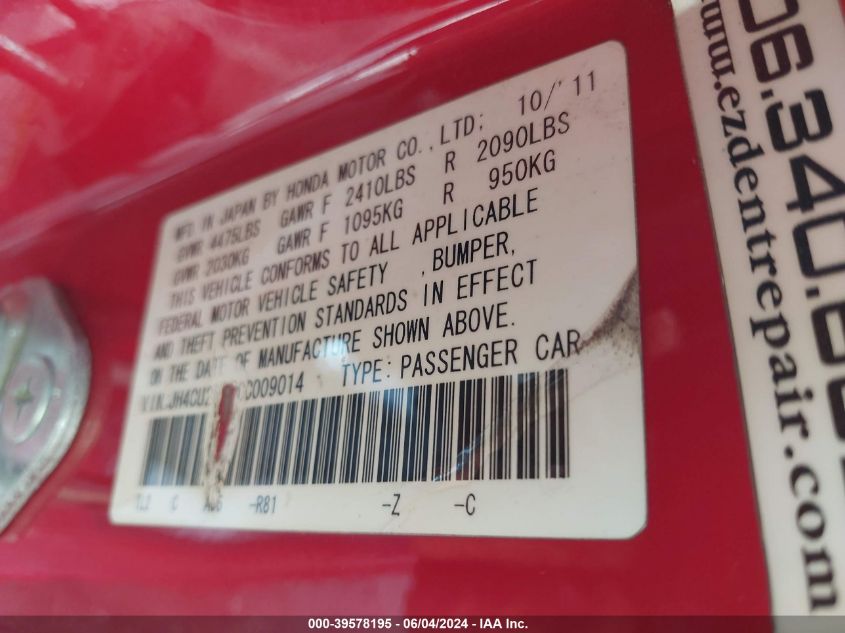 MFD IN JAPAN BY HONDA MOTOR CO.,LTD; 10/'11
GVWR 4475LBS GAWR F 2410LBS R 2090LBS
GVWR 2030KG GAWR F 1095KG R 950KG
THIS VEHICLE CONFORMS TO ALL APPLICABLE
FEDERAL MOTOR VEHICLE SAFETY ,BUMPER,
AND THEFT PREVENTION STANDARDS IN EFFECT
ON THE DATE OF MANUFACTURE SHOWN ABOVE.
V.I.N. TYPE: PASSENGER CAR
C -R81 -Z -C
06.340.6
www.ezdentrepair.com
000-39578195 - 06/04/2024 - IAA Inc.